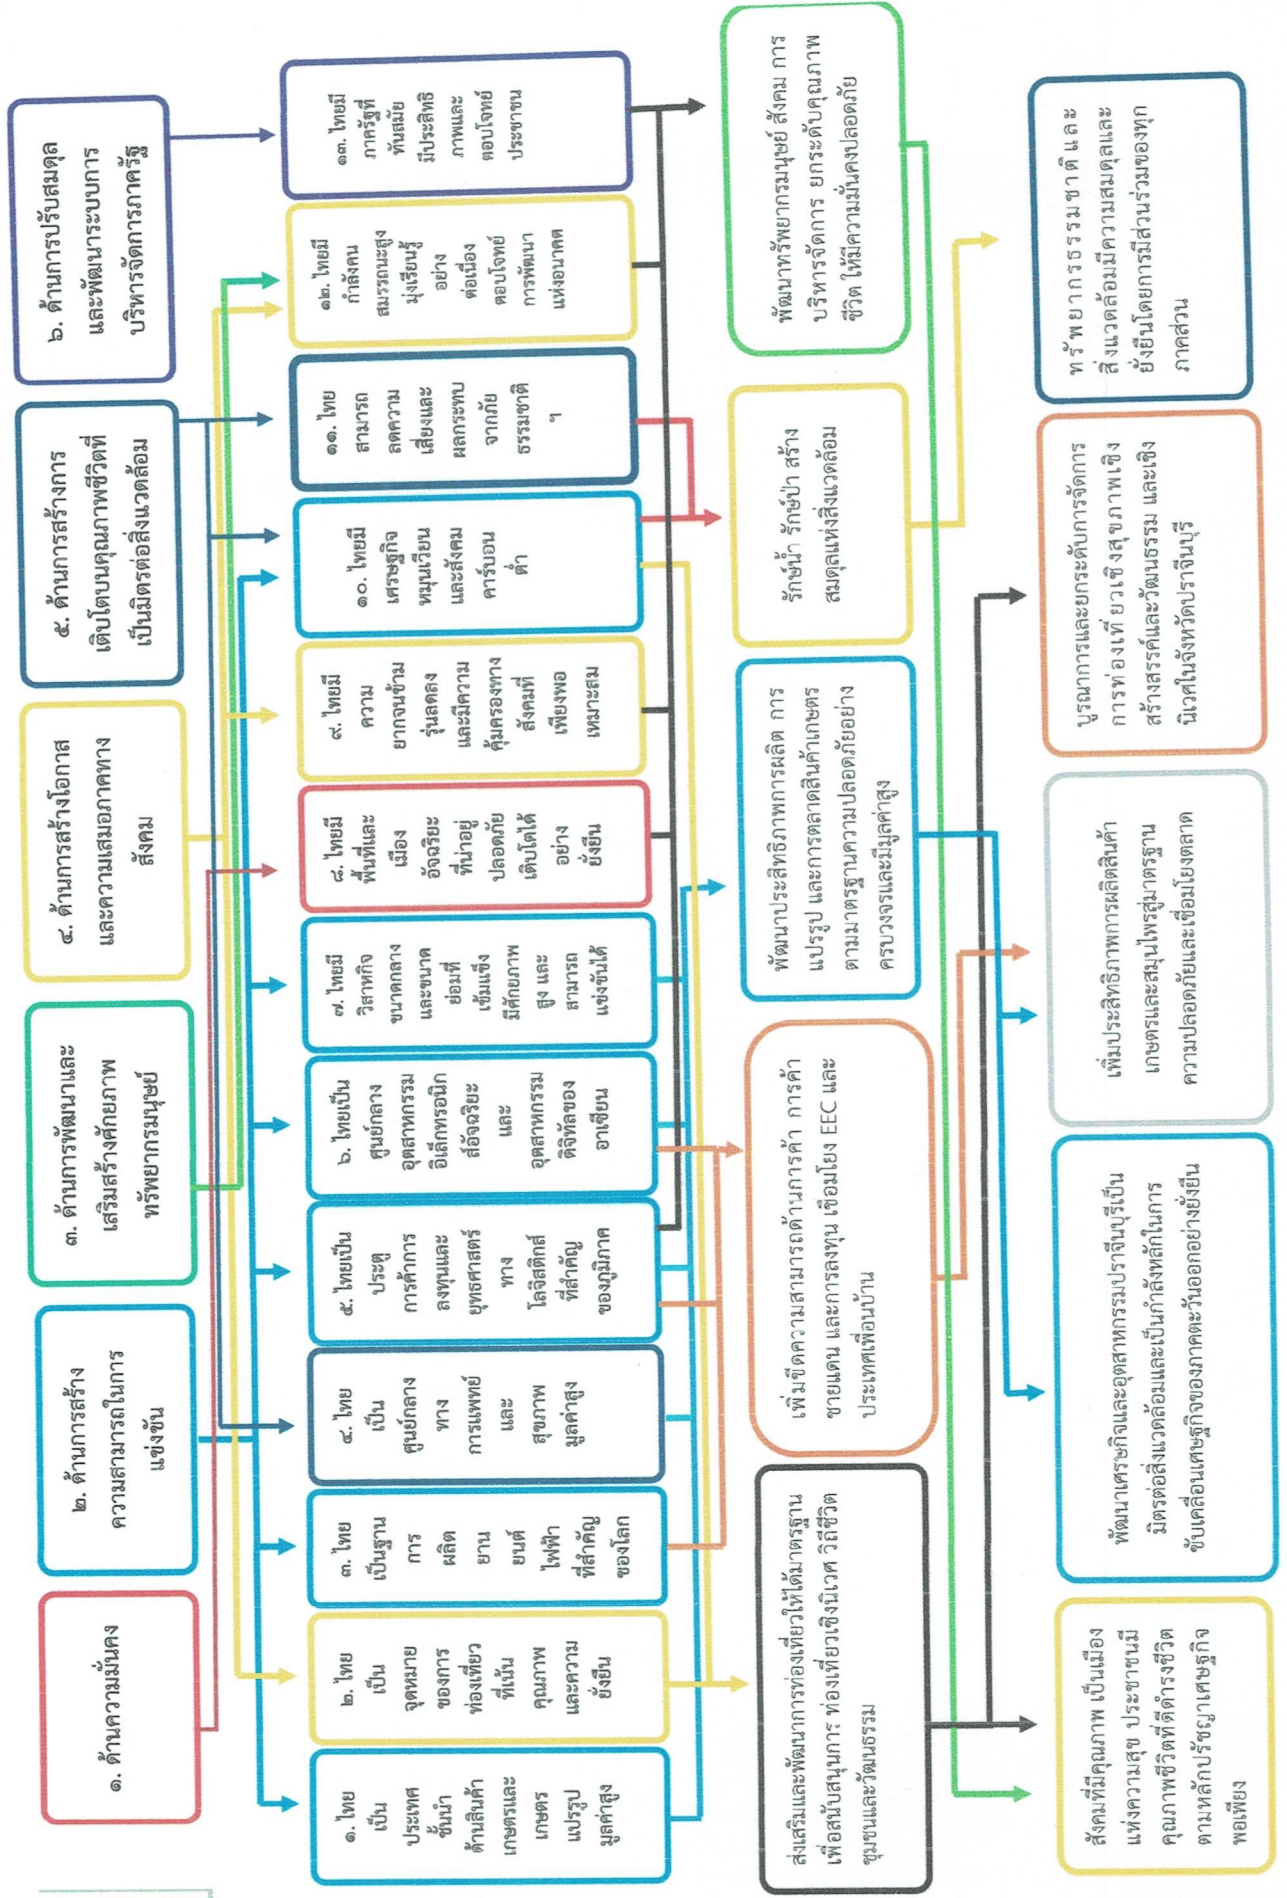 ๑. ด้านความมั่นคง
๒. ด้านการสร้าง
ความสามารถในการ
แข่งขัน
๓. ด้านการพัฒนาและ
เสริมสร้างศักยภาพ
ทรัพยากรมนุษย์
๔. ด้านการสร้างโอกาส
และความเสมอภาคทาง
สังคม
๕. ด้านการสร้างการ
เติบโตบนคุณภาพชีวิตที่
เป็นมิตรต่อสิ่งแวดล้อม
๖. ด้านการปรับสมดุล
และพัฒนาระบบการ
บริหารจัดการภาครัฐ
๑. ไทย
เป็น
ประเทศ
ชั้นนำ
ด้านสินค้า
เกษตรและ
เกษตร
แปรรูป
มูลค่าสูง
๒. ไทย
เป็น
จุดหมาย
ของการ
ท่องเที่ยว
ที่เน้น
คุณภาพ
และความ
ยั่งยืน
๓. ไทย
เป็นฐาน
การ
ผลิต
ยาน
ยนต์
ไฟฟ้า
ที่สำคัญ
ของโลก
๔. ไทย
เป็น
ศูนย์กลาง
ทาง
การแพทย์
และ
สุขภาพ
มูลค่าสูง
๕. ไทยเป็น
ประตู
การค้าการ
ลงทุนและ
ยุทธศาสตร์
ทาง
โลจิสติกส์
ที่สำคัญ
ของภูมิภาค
๖. ไทยเป็น
ศูนย์กลาง
อุตสาหกรรม
อิเล็กทรอนิก
ส์อัจฉริยะ
และ
อุตสาหกรรม
ดิจิทัลของ
อาเซียน
๗. ไทยมี
วิสาหกิจ
ขนาดกลาง
และขนาด
ย่อมที่
เข้มแข็ง
มีศักยภาพ
สูง และ
สามารถ
แข่งขันได้
๘. ไทยมี
พื้นที่และ
เมือง
อัจฉริยะ
ที่น่าอยู่
ปลอดภัย
เติบโตได้
อย่าง
ยั่งยืน
๙. ไทยมี
ความ
ยากจนข้าม
รุ่นลดลง
และมีความ
คุ้มครองทาง
สังคมที่
เพียงพอ
เหมาะสม
๑๐. ไทยมี
เศรษฐกิจ
หมุนเวียน
และสังคม
คาร์บอน
ต่ำ
๑๑. ไทย
สามารถ
ลดความ
เสี่ยงและ
ผลกระทบ
จากภัย
ธรรมชาติ
ฯ
๑๒. ไทยมี
กำลังคน
สมรรถนะสูง
มุ่งเรียนรู้
อย่าง
ต่อเนื่อง
ตอบโจทย์
การพัฒนา
แห่งอนาคต
๑๓. ไทยมี
ภาครัฐที่
ทันสมัย
มีประสิทธิ
ภาพและ
ตอบโจทย์
ประชาชน
ส่งเสริมและพัฒนาการท่องเที่ยวให้ได้มาตรฐาน
เพื่อสนับสนุนการ ท่องเที่ยวเชิงนิเวศ วิถีชีวิต
ชุมชนและวัฒนธรรม
เพิ่มขีดความสามารถด้านการค้า การค้า
ชายแดน และการลงทุน เชื่อมโยง EEC และ
ประเทศเพื่อนบ้าน
พัฒนาประสิทธิภาพการผลิต การ
แปรรูป และการตลาดสินค้าเกษตร
ตามมาตรฐานความปลอดภัยอย่าง
ครบวงจรและมีมูลค่าสูง
รักษ์น้ำ รักษ์ป่า สร้าง
สมดุลแห่งสิ่งแวดล้อม
พัฒนาทรัพยากรมนุษย์ สังคม การ
บริหารจัดการ ยกระดับคุณภาพ
ชีวิต ให้มีความมั่นคงปลอดภัย
สังคมที่มีคุณภาพ เป็นเมือง
แห่งความสุข ประชาชนมี
คุณภาพชีวิตที่ดีดำรงชีวิต
ตามหลักปรัชญาเศรษฐกิจ
พอเพียง
พัฒนาเศรษฐกิจและอุตสาหกรรมปราจีนบุรีเป็น
มิตรต่อสิ่งแวดล้อมและเป็นกำลังหลักในการ
ขับเคลื่อนเศรษฐกิจของภาคตะวันออกอย่างยั่งยืน
เพิ่มประสิทธิภาพการผลิตสินค้า
เกษตรและสมุนไพรสู่มาตรฐาน
ความปลอดภัยและเชื่อมโยงตลาด
บูรณาการและยกระดับการจัดการ
การท่องเที่ยวเชิงสุขภาพเชิง
สร้างสรรค์และวัฒนธรรม และเชิง
นิเวศในจังหวัดปราจีนบุรี
ทรัพยากรธรรมชาติและ
สิ่งแวดล้อมมีความสมดุลและ
ยั่งยืนโดยการมีส่วนร่วมของทุก
ภาคส่วน